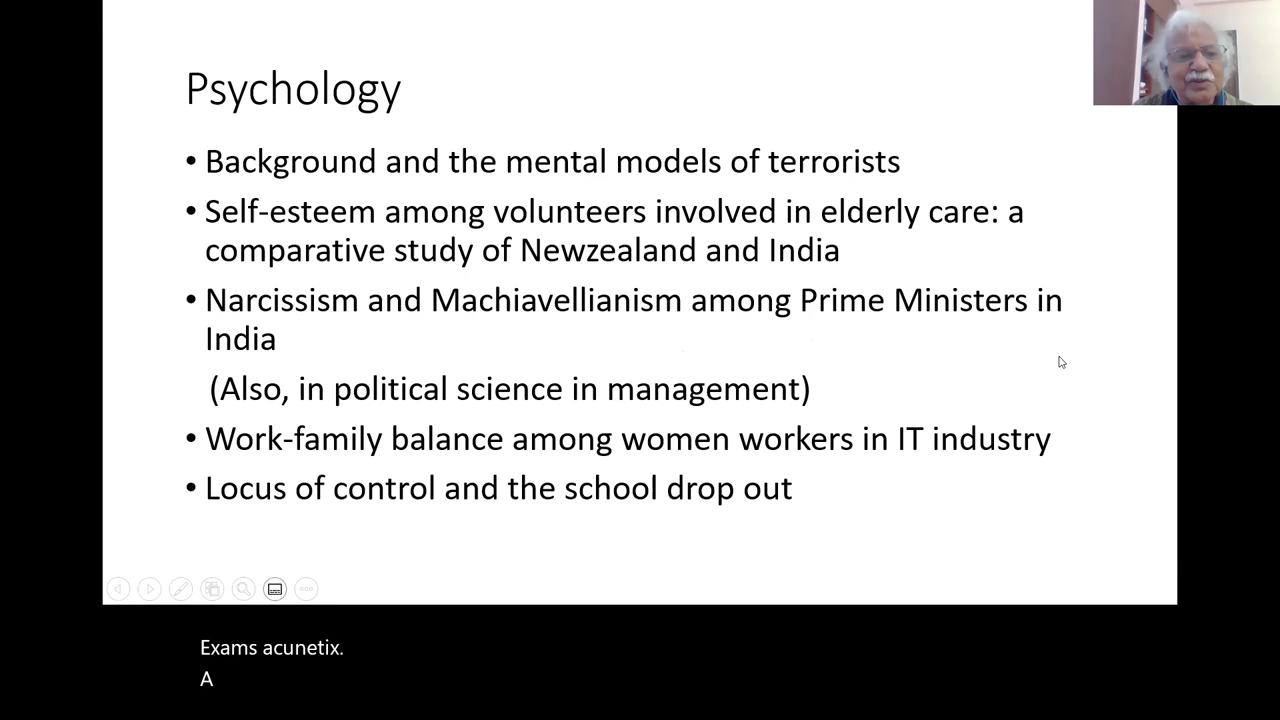 Psychology
• Background and the mental models of terrorists
• Self-esteem among volunteers involved in elderly care: a
comparative study of Newzealand and India
• Narcissism and Machiavellianism among Prime Ministers in
India
(Also, in political science in management)
• Work-family balance among women workers in IT industry
• Locus of control and the school drop out
Exams acunetix.
A